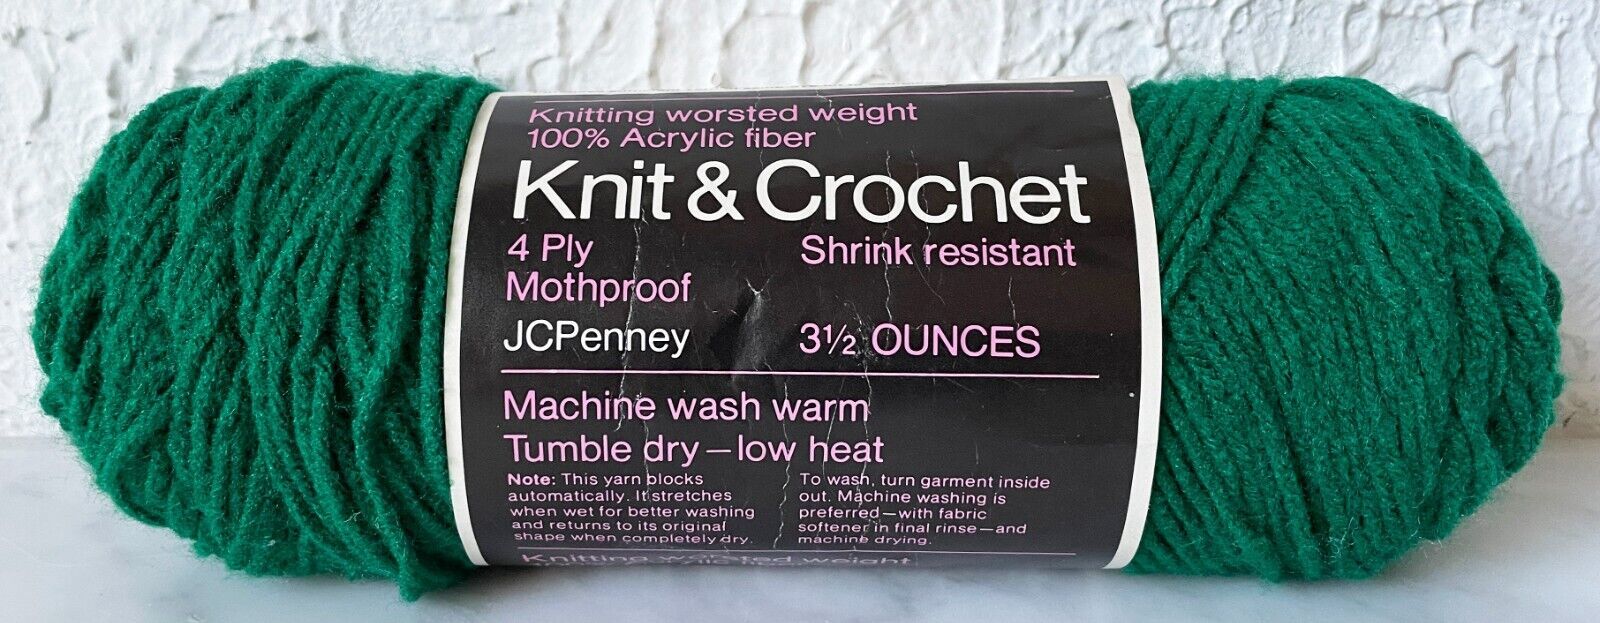 Knitting worsted weight
100% Acrylic fiber
Knit & Crochet
4 Ply Shrink resistant
Mothproof
JCPenney 3½ OUNCES
Machine wash warm
Tumble dry—low heat
Note: This yarn blocks
automatically. It stretches
when wet for better washing
and returns to its original
shape when completely dry.
To wash, turn garment inside
out. Machine washing is
preferred—with fabric
softener in final rinse—and
machine drying.
Knitting worsted weight